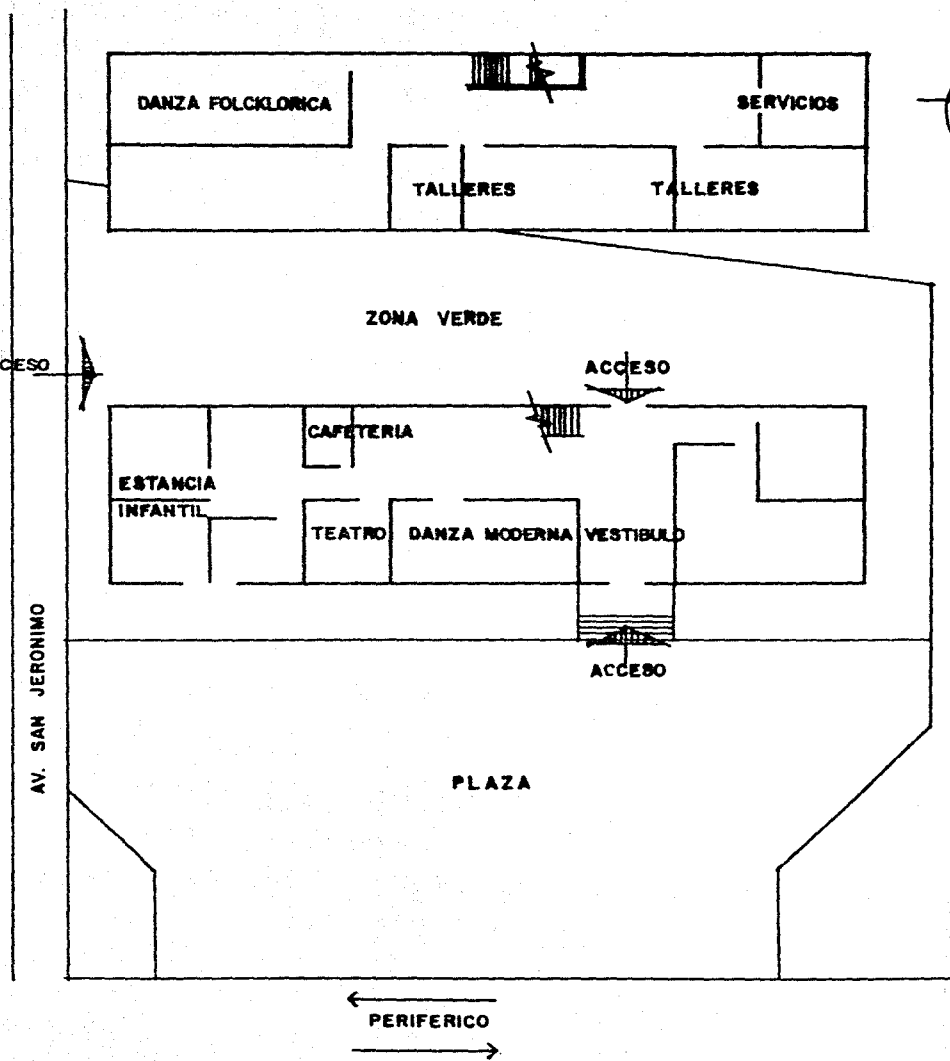 DANZA FOLCKLORICA
SERVICIOS
TALLERES
TALLERES
ZONA VERDE
CESO
ACCESO
CAFETERIA
ESTANCIA
INFANTIL
TEATRO
DANZA MODERNA
VESTIBULO
ACCESO
AV. SAN JERONIMO
PLAZA
PERIFERICO